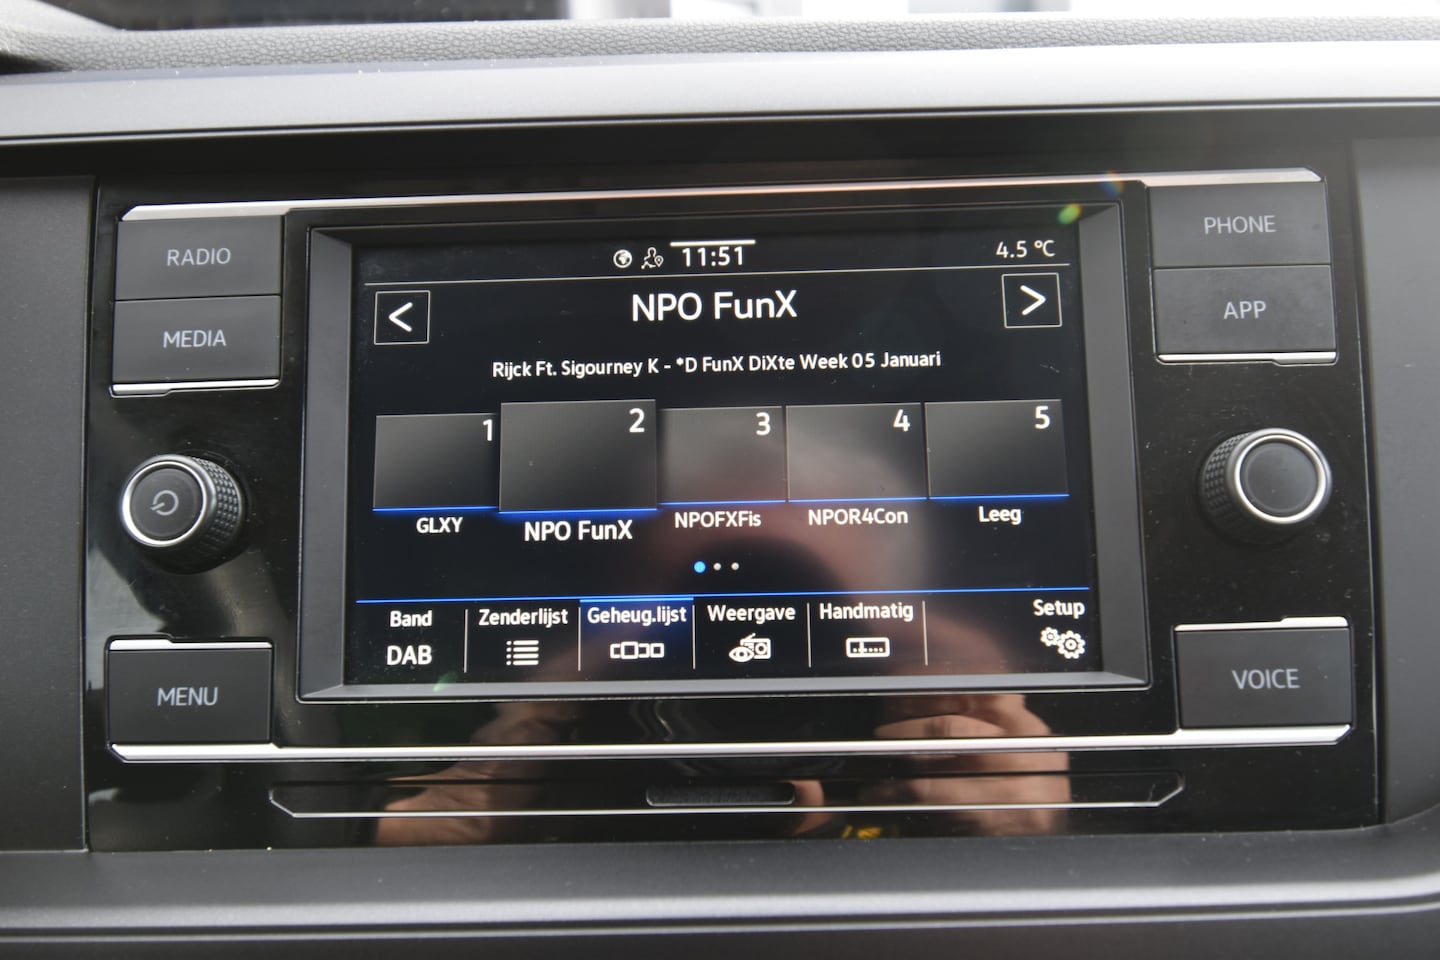 RADIO
MEDIA
MENU
PHONE
APP
VOICE
11:51
4.5 °C
<
NPO FunX
>
Rijck Ft. Sigourney K - *D FunX DiXte Week 05 Januari
1 2 3 4 5
GLXY NPO FunX NPOFXFis NPOR4Con Leeg
Band Zenderlijst Geheug.lijst Weergave Handmatig Setup
DAB